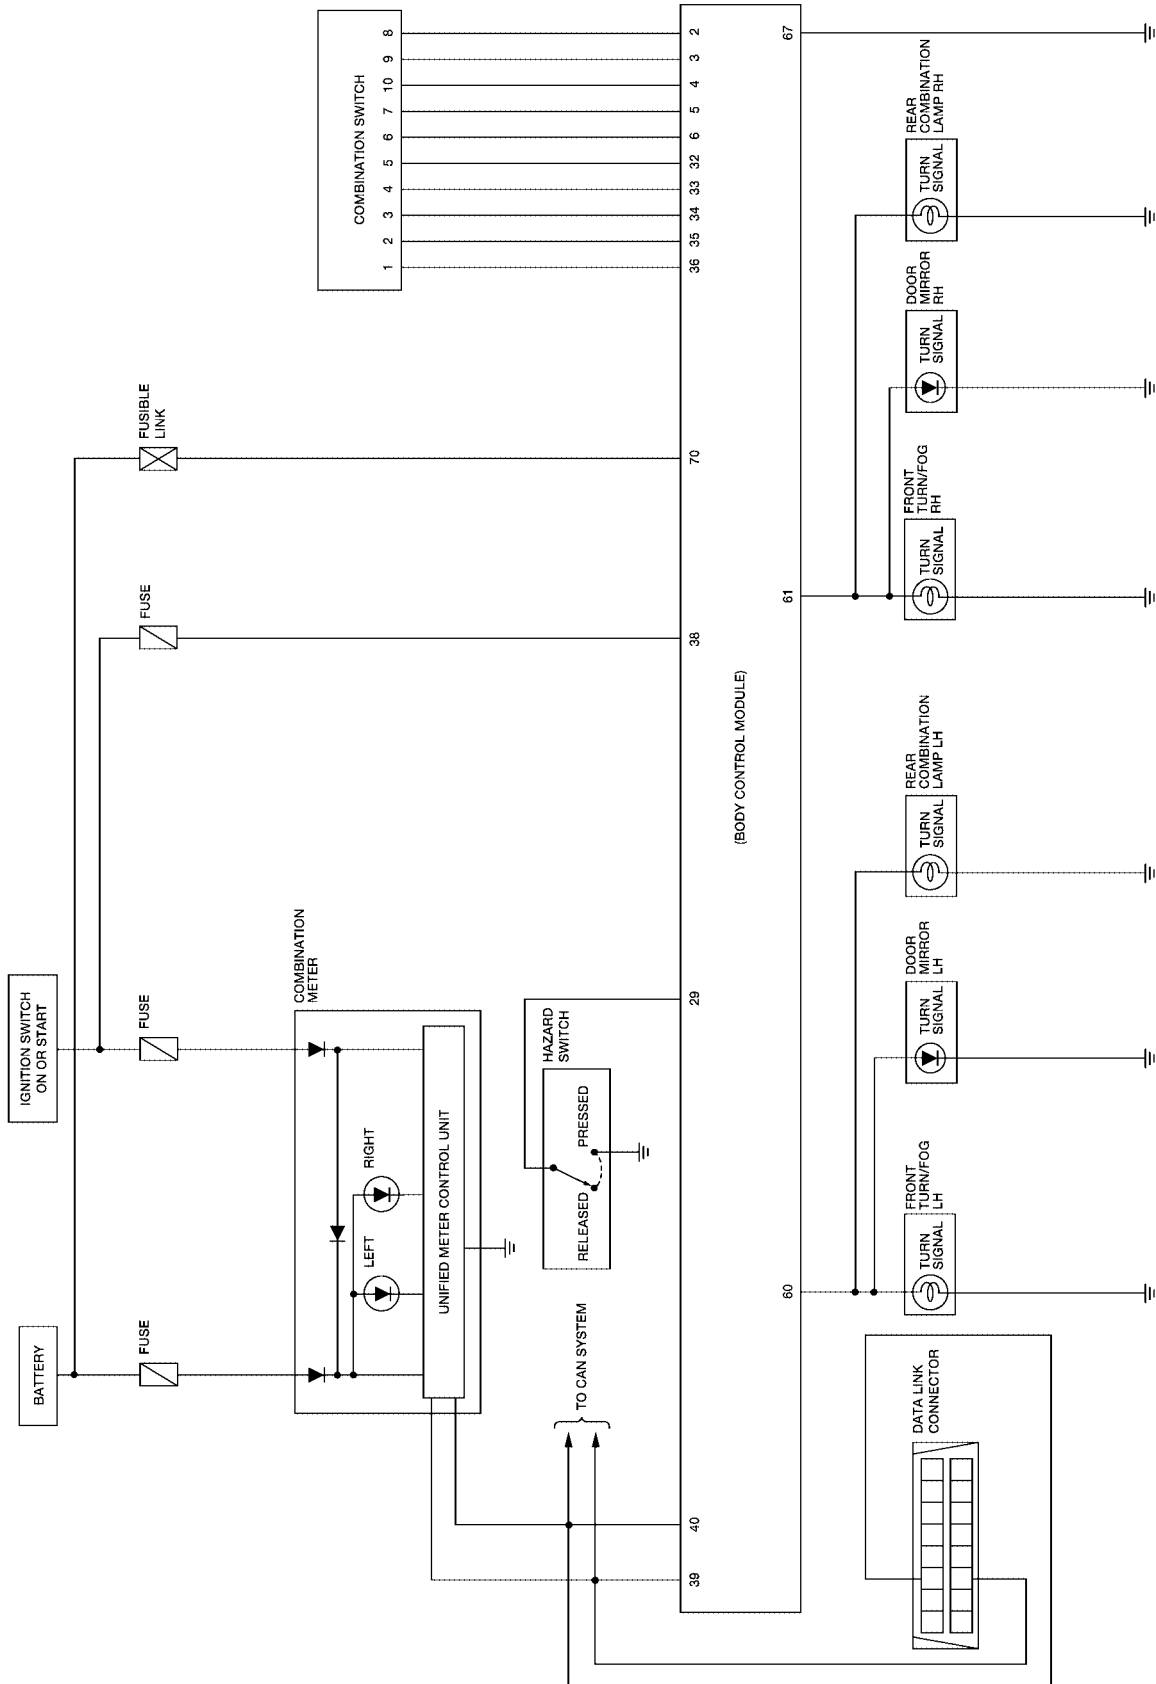 BATTERY
IGNITION SWITCH
ON OR START
FUSE
FUSE
FUSE
FUSIBLE
LINK
COMBINATION
METER
LEFT
RIGHT
UNIFIED METER CONTROL UNIT
COMBINATION SWITCH
1
2
3
4
5
6
7
10
9
8
TO CAN SYSTEM
HAZARD
SWITCH
RELEASED
PRESSED
39
40
29
38
70
36
35
34
33
32
6
5
4
3
2
(BODY CONTROL MODULE)
60
61
67
DATA LINK
CONNECTOR
FRONT
TURN/FOG
LH
TURN
SIGNAL
DOOR
MIRROR
LH
TURN
SIGNAL
REAR
COMBINATION
LAMP LH
TURN
SIGNAL
FRONT
TURN/FOG
RH
TURN
SIGNAL
DOOR
MIRROR
RH
TURN
SIGNAL
REAR
COMBINATION
LAMP RH
TURN
SIGNAL